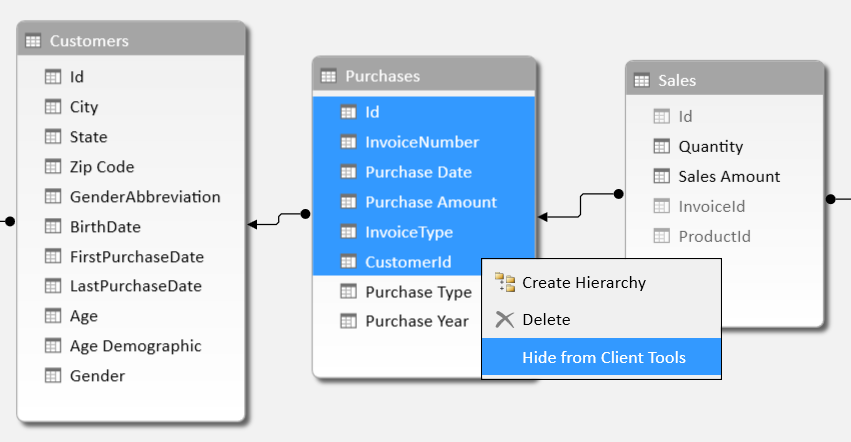 Customers
Id
City
State
Zip Code
GenderAbbreviation
BirthDate
FirstPurchaseDate
LastPurchaseDate
Age
Age Demographic
Gender
Purchases
Id
InvoiceNumber
Purchase Date
Purchase Amount
InvoiceType
CustomerId
Purchase Type
Purchase Year
Sales
Id
Quantity
Sales Amount
InvoiceId
ProductId
Create Hierarchy
Delete
Hide from Client Tools